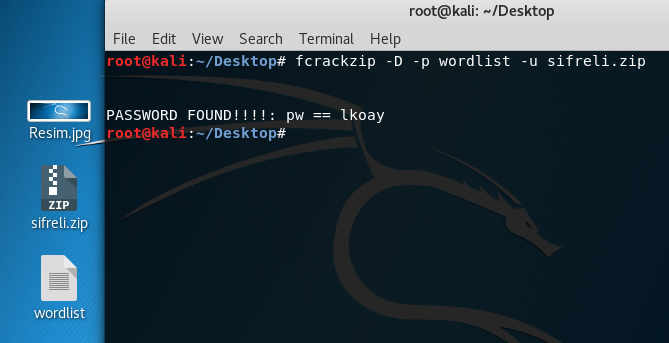 root@kali: ~/Desktop
File Edit View Search Terminal Help
root@kali:~/Desktop# fcrackzip -D -p wordlist -u sifreli.zip
PASSWORD FOUND!!!!: pw == lkoay
root@kali:~/Desktop#
Resim.jpg
ZIP
sifreli.zip
wordlist